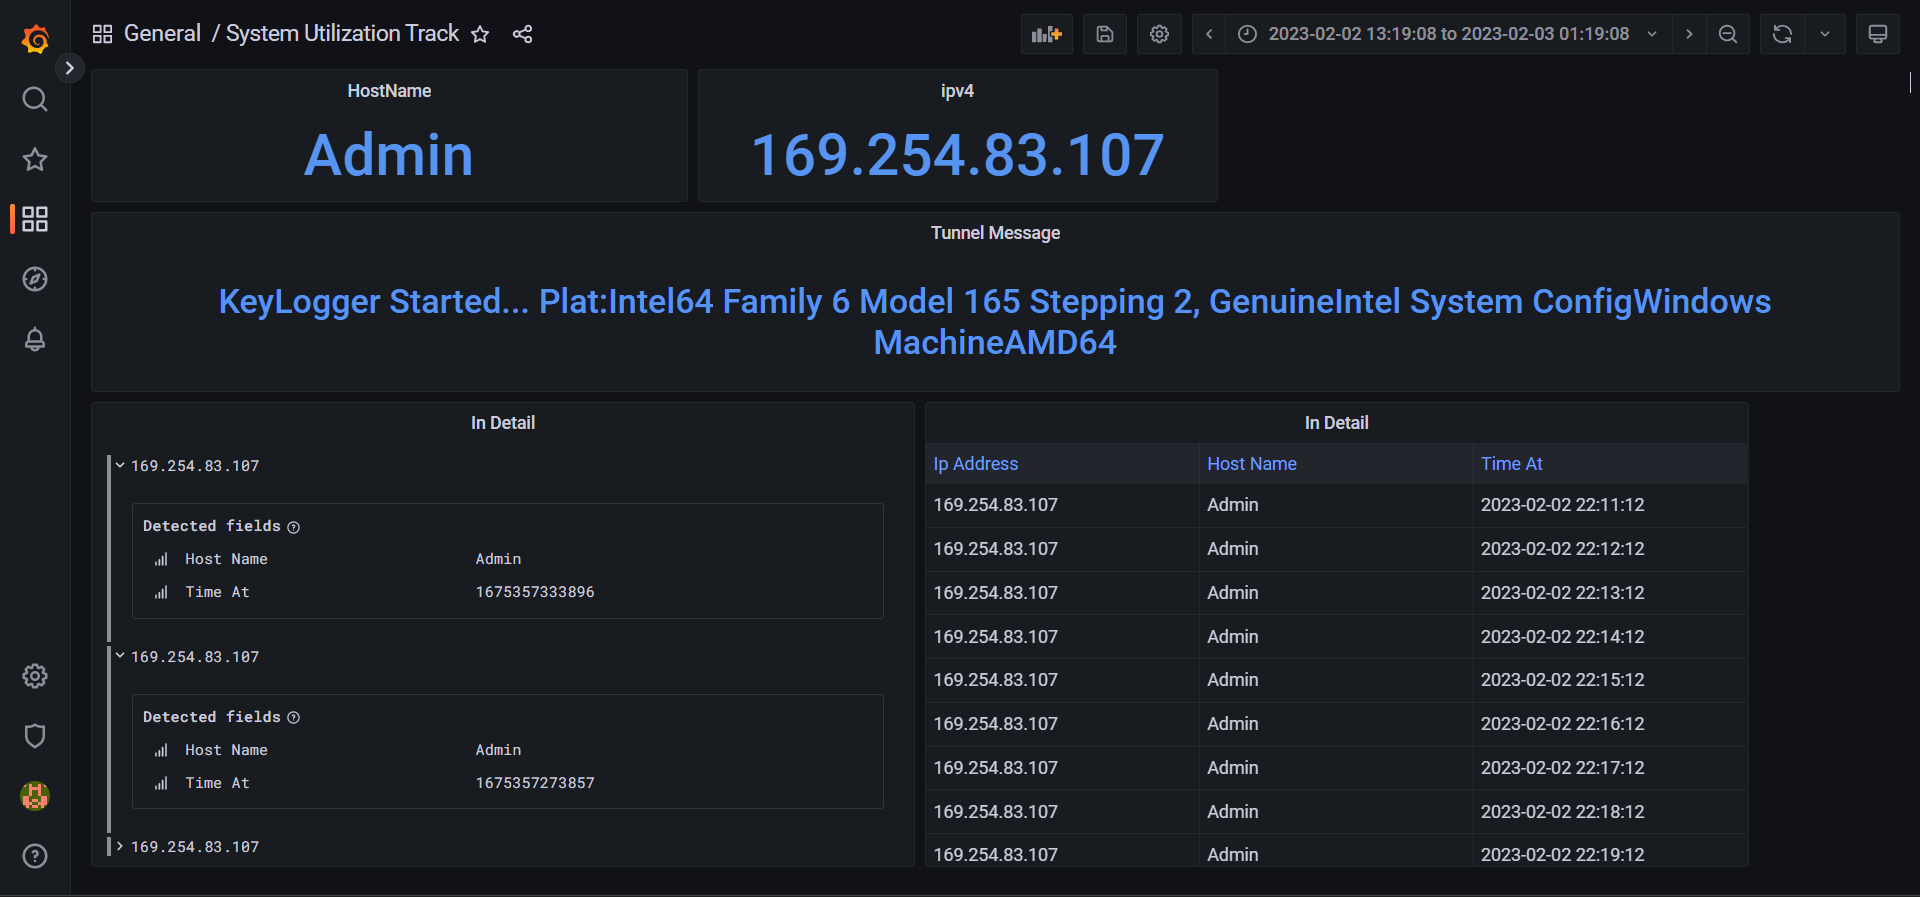 General / System Utilization Track
2023-02-02 13:19:08 to 2023-02-03 01:19:08
HostName
Admin
ipv4
169.254.83.107
Tunnel Message
KeyLogger Started... Plat:Intel64 Family 6 Model 165 Stepping 2, GenuineIntel System ConfigWindows
MachineAMD64
In Detail
169.254.83.107
Detected fields
Host Name Admin
Time At 1675357333896
169.254.83.107
Detected fields
Host Name Admin
Time At 1675357273857
169.254.83.107
In Detail
Ip Address Host Name Time At
169.254.83.107 Admin 2023-02-02 22:11:12
169.254.83.107 Admin 2023-02-02 22:12:12
169.254.83.107 Admin 2023-02-02 22:13:12
169.254.83.107 Admin 2023-02-02 22:14:12
169.254.83.107 Admin 2023-02-02 22:15:12
169.254.83.107 Admin 2023-02-02 22:16:12
169.254.83.107 Admin 2023-02-02 22:17:12
169.254.83.107 Admin 2023-02-02 22:18:12
169.254.83.107 Admin 2023-02-02 22:19:12